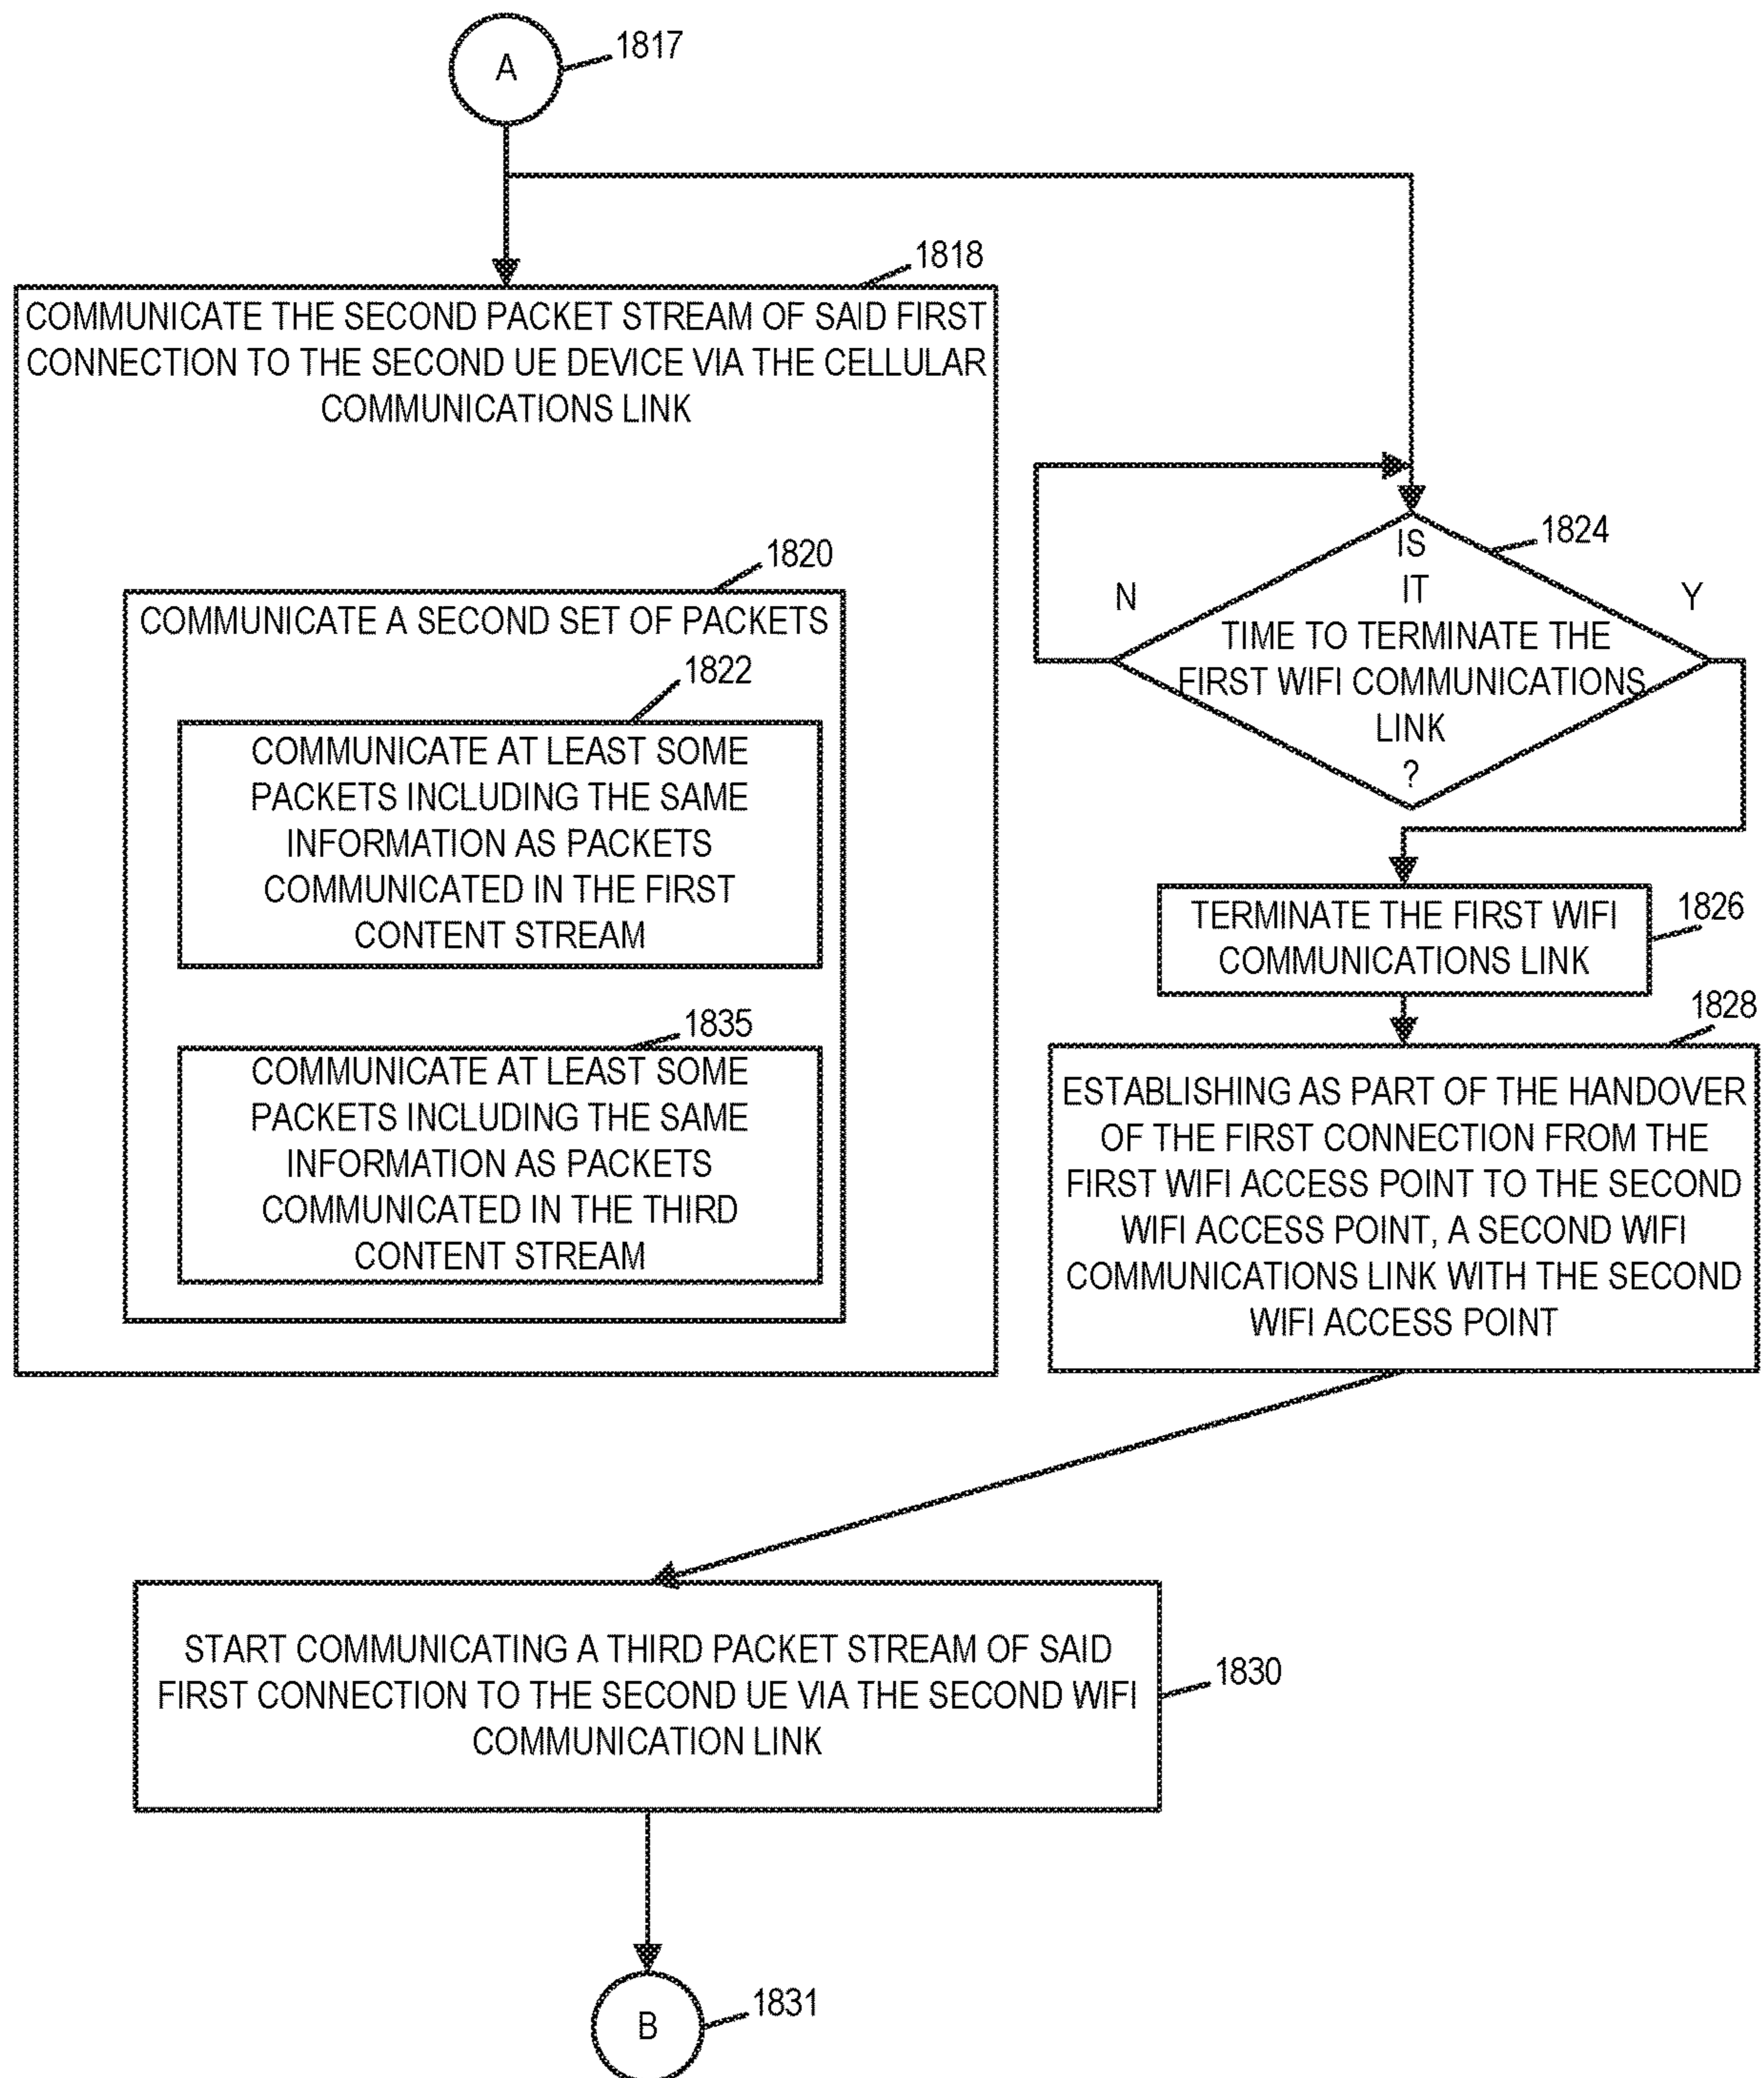 A
1817
1818
COMMUNICATE THE SECOND PACKET STREAM OF SAID FIRST
CONNECTION TO THE SECOND UE DEVICE VIA THE CELLULAR
COMMUNICATIONS LINK
1820
COMMUNICATE A SECOND SET OF PACKETS
1822
COMMUNICATE AT LEAST SOME
PACKETS INCLUDING THE SAME
INFORMATION AS PACKETS
COMMUNICATED IN THE FIRST
CONTENT STREAM
1835
COMMUNICATE AT LEAST SOME
PACKETS INCLUDING THE SAME
INFORMATION AS PACKETS
COMMUNICATED IN THE THIRD
CONTENT STREAM
1824
IS
IT
TIME TO TERMINATE THE
FIRST WIFI COMMUNICATIONS
LINK
?
N
Y
TERMINATE THE FIRST WIFI
COMMUNICATIONS LINK
1826
1828
ESTABLISHING AS PART OF THE HANDOVER
OF THE FIRST CONNECTION FROM THE
FIRST WIFI ACCESS POINT TO THE SECOND
WIFI ACCESS POINT, A SECOND WIFI
COMMUNICATIONS LINK WITH THE SECOND
WIFI ACCESS POINT
START COMMUNICATING A THIRD PACKET STREAM OF SAID
FIRST CONNECTION TO THE SECOND UE VIA THE SECOND WIFI
COMMUNICATION LINK
1830
B
1831